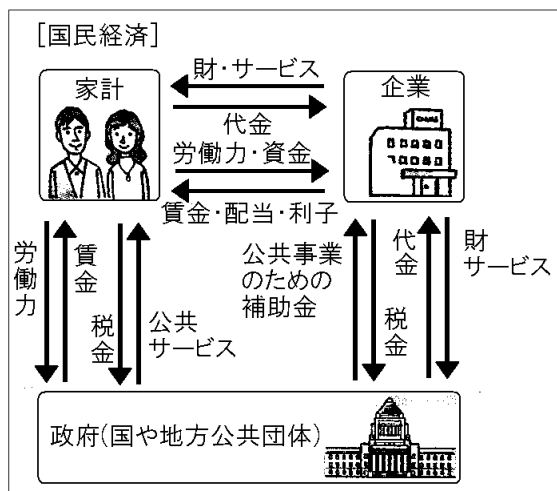 [国民経済]
家計
財・サービス
企業
代金
労働力・資金
賃金・配当・利子
労働力
賃金
税金
公共
サービス
公共事業
のための
補助金
税金
代金
財
サービス
政府(国や地方公共団体)